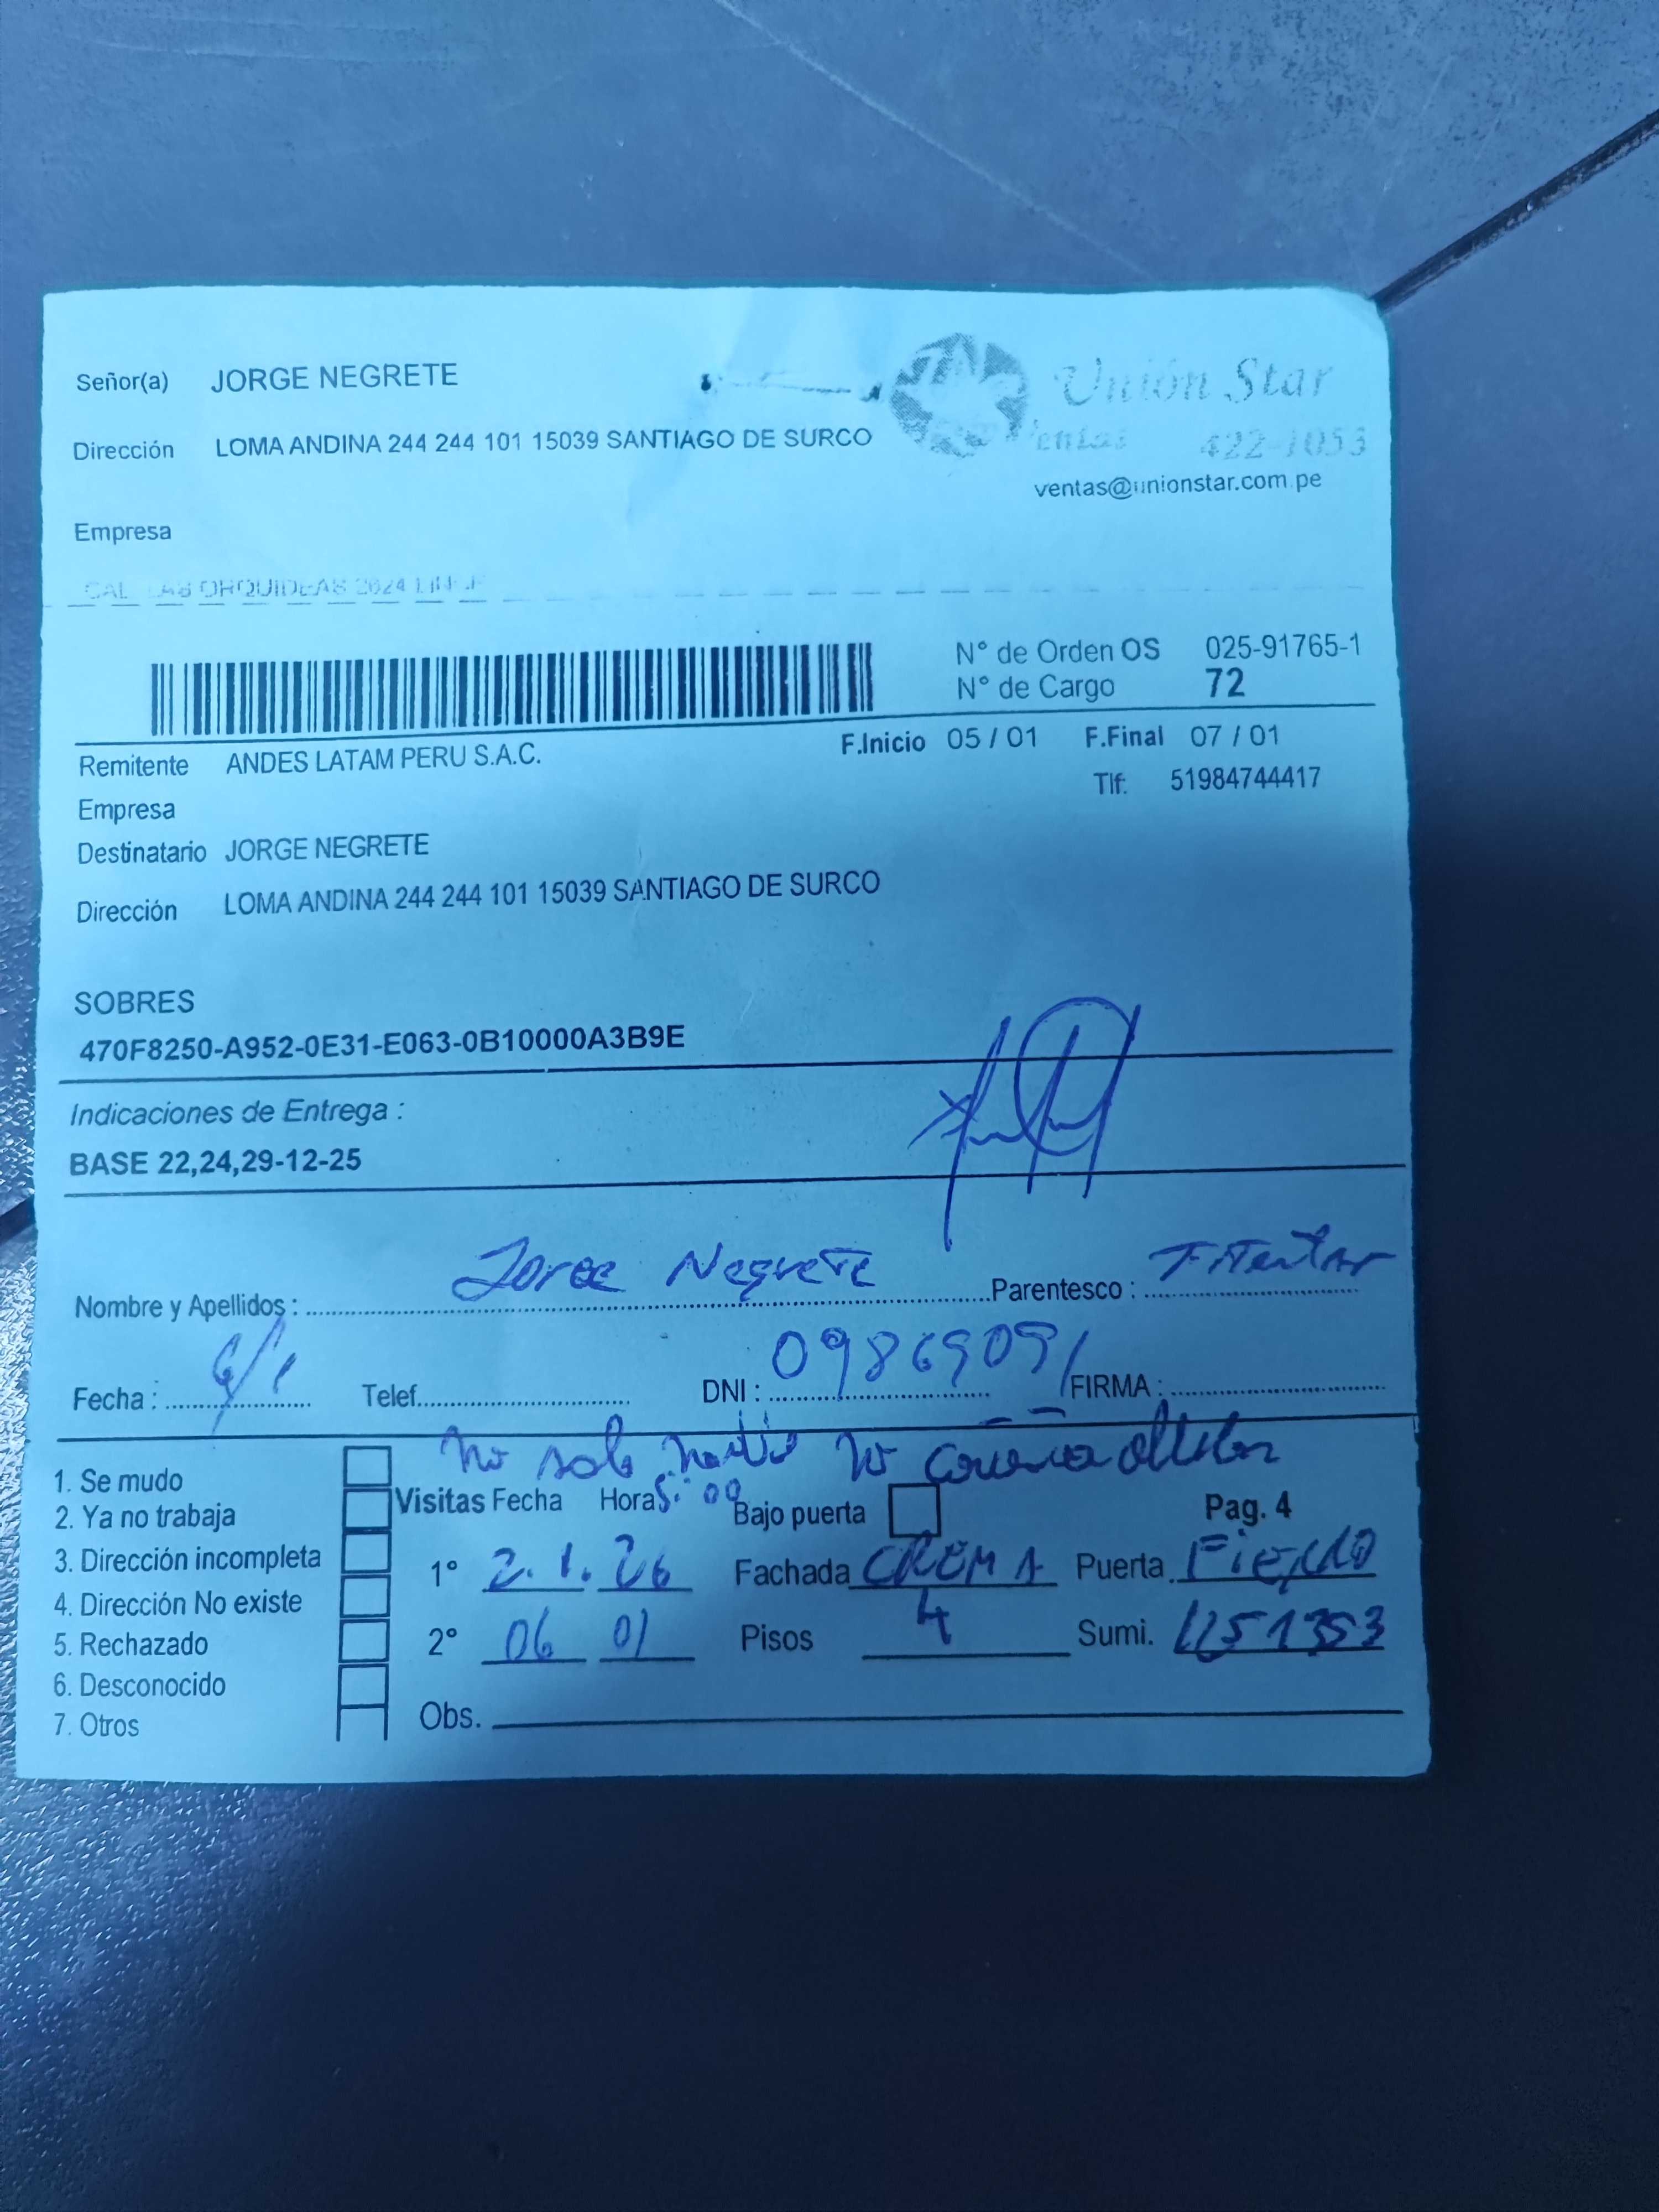 Señor(a) JORGE NEGRETE
Unión Star
Dirección LOMA ANDINA 244 244 101 15039 SANTIAGO DE SURCO
Ventas 422-1053
ventas@unionstar.com.pe
Empresa
ORQUIDEAS
N° de Orden OS 025-91765-1
N° de Cargo 72
Remitente ANDES LATAM PERU S.A.C. F.Inicio 05 / 01 F.Final 07 / 01
Tlf: 51984744417
Empresa
Destinatario JORGE NEGRETE
Dirección LOMA ANDINA 244 244 101 15039 SANTIAGO DE SURCO
SOBRES
470F8250-A952-0E31-E063-0B10000A3B9E
Indicaciones de Entrega :
BASE 22,24,29-12-25
Nombre y Apellidos : Jorge Negrete Parentesco :
Fecha : 6/1 Telef. DNI : 09869091 FIRMA :
No
1. Se mudo
Visitas Fecha Hora Bajo puerta Pag. 4
2. Ya no trabaja
3. Dirección incompleta
1° 2.1.26 Fachada CREMA Puerta Fierro
4. Dirección No existe
5. Rechazado
2° 06 01 Pisos 4 Sumi.
6. Desconocido
7. Otros
Obs.